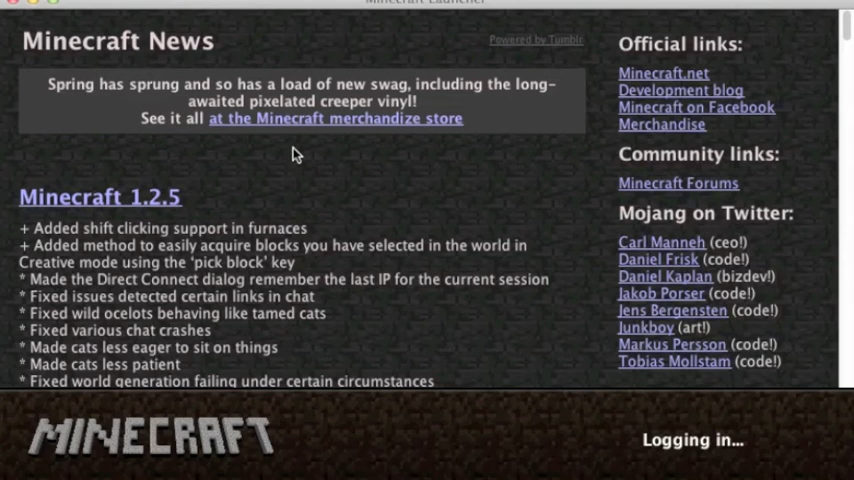 Minecraft Launcher
Minecraft News
Powered by Tumblr
Spring has sprung and so has a load of new swag, including the long-
awaited pixelated creeper vinyl!
See it all at the Minecraft merchandize store
Minecraft 1.2.5
+ Added shift clicking support in furnaces
+ Added method to easily acquire blocks you have selected in the world in
Creative mode using the ‘pick block’ key
* Made the Direct Connect dialog remember the last IP for the current session
* Fixed issues detected certain links in chat
* Fixed wild ocelots behaving like tamed cats
* Fixed various chat crashes
* Made cats less eager to sit on things
* Made cats less patient
* Fixed world generation failing under certain circumstances
Official links:
Minecraft.net
Development blog
Minecraft on Facebook
Merchandise
Community links:
Minecraft Forums
Mojang on Twitter:
Carl Manneh (ceo!)
Daniel Frisk (code!)
Daniel Kaplan (bizdev!)
Jakob Porser (code!)
Jens Bergensten (code!)
Junkboy (art!)
Markus Persson (code!)
Tobias Mollstam (code!)
MINECRAFT
Logging in...